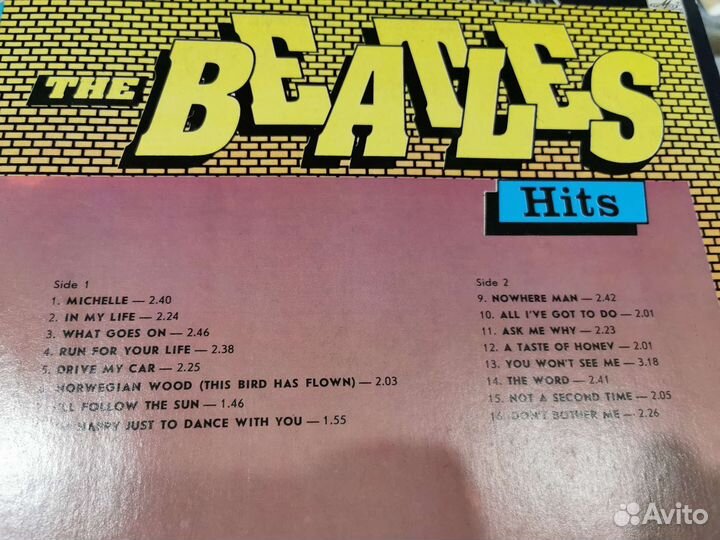 THE BEATLES
Hits
Side 1
1. MICHELLE — 2.40
2. IN MY LIFE — 2.24
3. WHAT GOES ON — 2.46
4. RUN FOR YOUR LIFE — 2.38
5. DRIVE MY CAR — 2.25
NORWEGIAN WOOD (THIS BIRD HAS FLOWN) — 2.03
FOLLOW THE SUN — 1.46
HAPPY JUST TO DANCE WITH YOU — 1.55
Side 2
9. NOWHERE MAN — 2.42
10. ALL I'VE GOT TO DO — 2.01
11. ASK ME WHY — 2.23
12. A TASTE OF HONEV — 2.01
13. YOU WON'T SEE ME — 3.18
14. THE WORD — 2.41
15. NOT A SECOND TIME — 2.05
16. DON'T BOTHER ME — 2.26
Avito